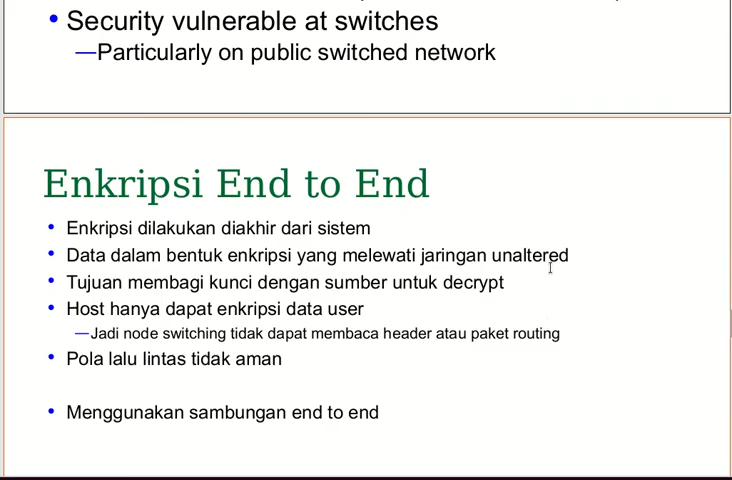 • Security vulnerable at switches
—Particularly on public switched network
Enkripsi End to End
• Enkripsi dilakukan diakhir dari sistem
• Data dalam bentuk enkripsi yang melewati jaringan unaltered
• Tujuan membagi kunci dengan sumber untuk decrypt
• Host hanya dapat enkripsi data user
—Jadi node switching tidak dapat membaca header atau paket routing
• Pola lalu lintas tidak aman
• Menggunakan sambungan end to end